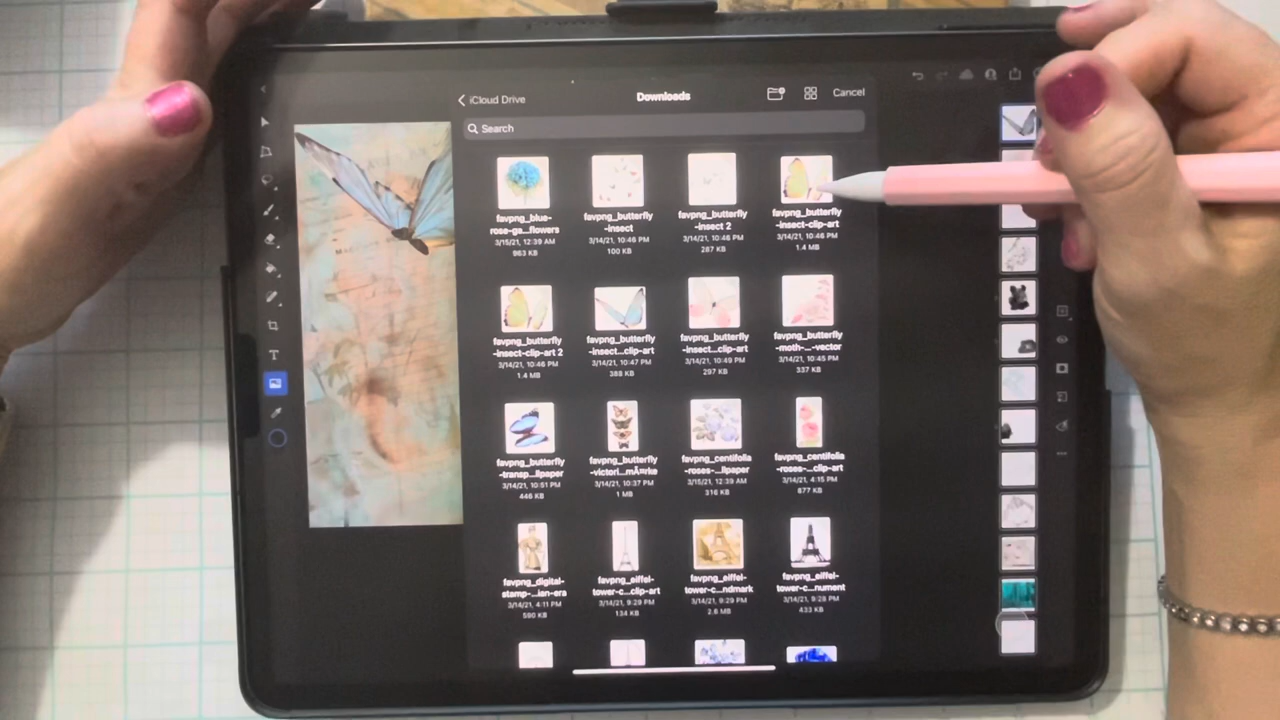 iCloud Drive
Downloads
Cancel
Search
favpng_blue-
rose-ga...flowers
3/15/21, 12:39 AM
963 KB
favpng_butterfly
-insect
3/14/21, 10:46 PM
100 KB
favpng_butterfly
-insect 2
3/14/21, 10:46 PM
287 KB
favpng_butterfly
-insect-clip-art
3/14/21, 10:46 PM
1.4 MB
favpng_butterfly
-insect-clip-art 2
3/14/21, 10:46 PM
1.4 MB
favpng_butterfly
-insect...clip-art
3/14/21, 10:47 PM
388 KB
favpng_butterfly
-insect...clip-art
3/14/21, 10:49 PM
297 KB
favpng_butterfly
-moth-...-vector
3/14/21, 10:45 PM
337 KB
favpng_butterfly
-transp...llpaper
3/14/21, 10:51 PM
446 KB
favpng_butterfly
-victori...mÃ¤rke
3/14/21, 10:37 PM
1 MB
favpng_centifolia
-roses-...llpaper
3/15/21, 12:39 AM
316 KB
favpng_centifolia
-roses-...clip-art
3/14/21, 4:15 PM
677 KB
favpng_digital-
stamp-...ian-era
3/14/21, 4:11 PM
590 KB
favpng_eiffel-
tower-c...clip-art
3/14/21, 9:29 PM
134 KB
favpng_eiffel-
tower-c...ndmark
3/14/21, 9:29 PM
2.6 MB
favpng_eiffel-
tower-c...nument
3/14/21, 9:28 PM
433 KB
T